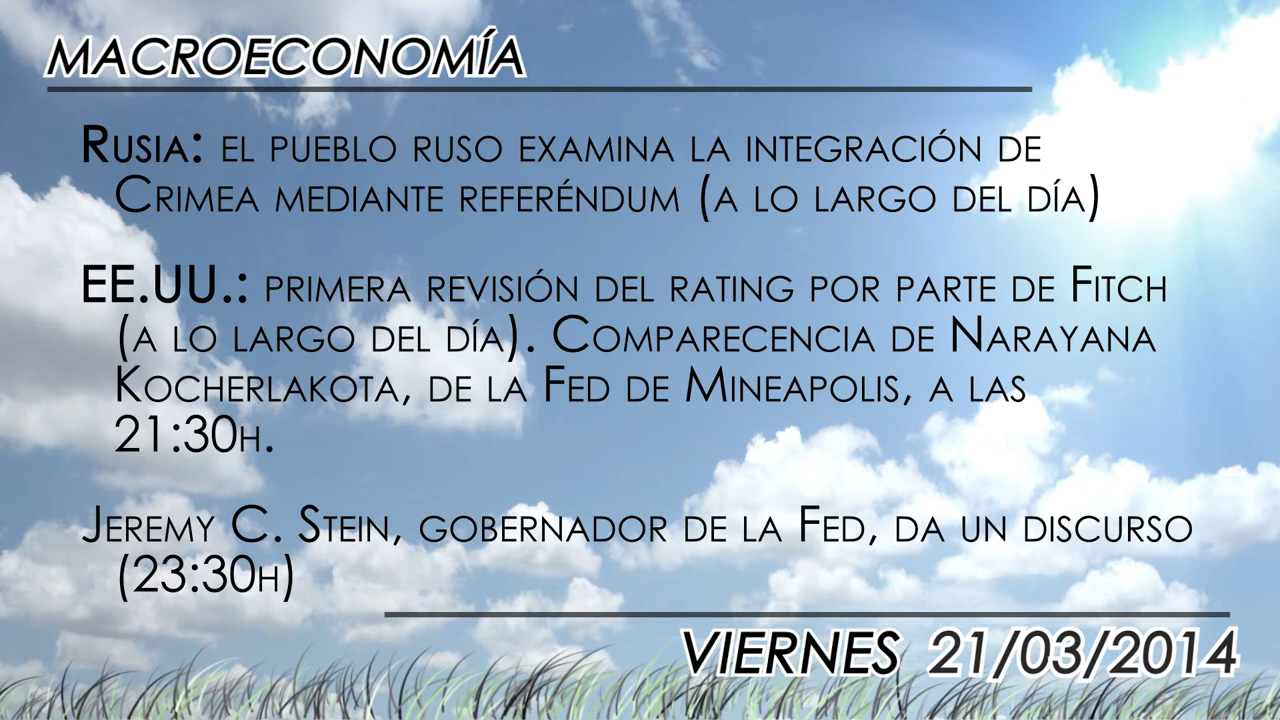 MACROECONOMÍA
Rusia: el pueblo ruso examina la integración de
Crimea mediante referéndum (a lo largo del día)
EE.UU.: primera revisión del rating por parte de Fitch
(a lo largo del día). Comparecencia de Narayana
Kocherlakota, de la Fed de Mineapolis, a las
21:30h.
Jeremy C. Stein, gobernador de la Fed, da un discurso
(23:30h)
VIERNES 21/03/2014